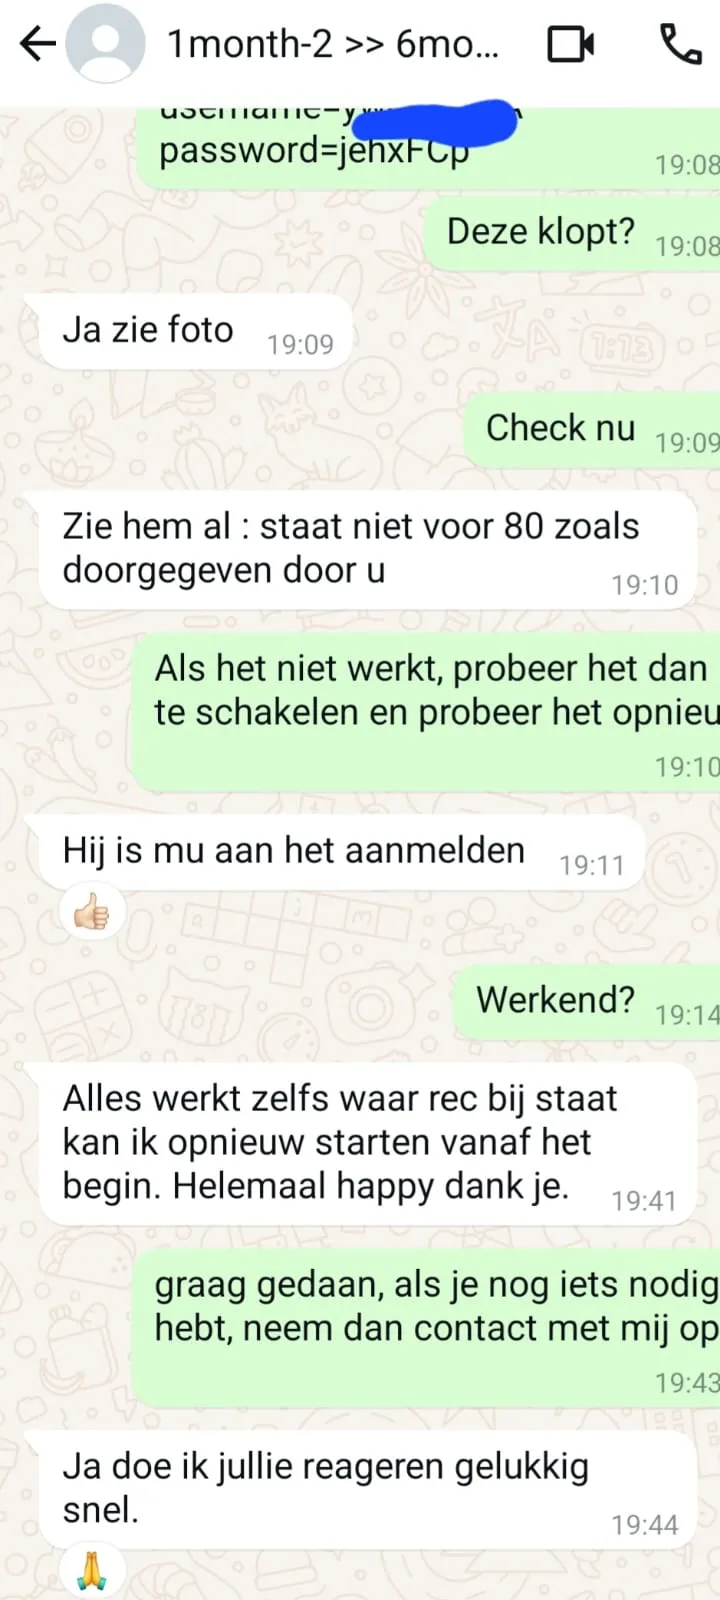 1month-2 >> 6mo...
username=y
password=jehxFCp
19:08
Deze klopt?
19:08
Ja zie foto
19:09
Check nu
19:09
Zie hem al : staat niet voor 80 zoals
doorgegeven door u
19:10
Als het niet werkt, probeer het dan
te schakelen en probeer het opnieu
19:10
Hij is mu aan het aanmelden
19:11
Werkend?
19:14
Alles werkt zelfs waar rec bij staat
kan ik opnieuw starten vanaf het
begin. Helemaal happy dank je.
19:41
graag gedaan, als je nog iets nodig
hebt, neem dan contact met mij op
19:43
Ja doe ik jullie reageren gelukkig
snel.
19:44